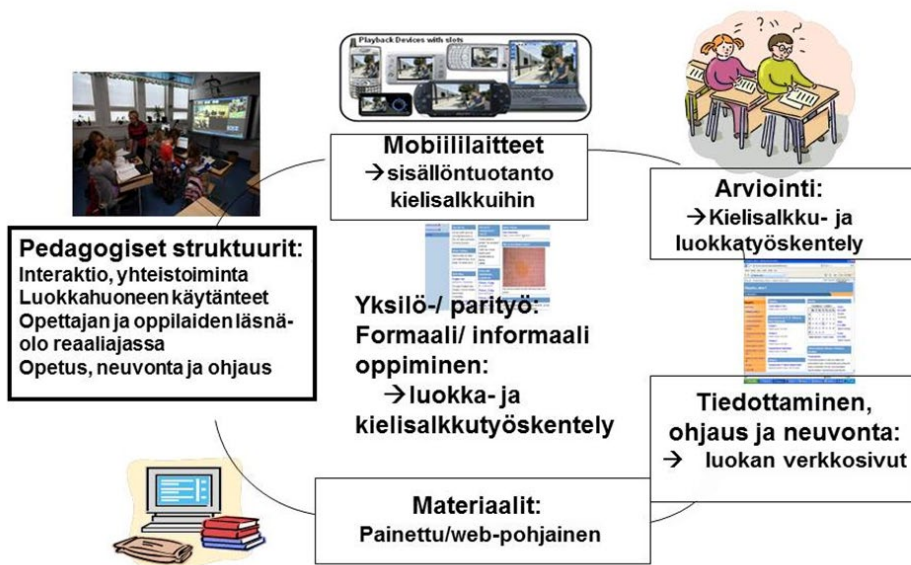 Playback Devices with slots
Mobiililaitteet
→sisällöntuotanto
kielisalkkuihin
Arviointi:
→Kielisalkku- ja
luokkatyöskentely
Pedagogiset struktuurit:
Interaktio, yhteistoiminta
Luokkahuoneen käytänteet
Opettajan ja oppilaiden läsnä-
olo reaaliajassa
Opetus, neuvonta ja ohjaus
Yksilö-/ parityö:
Formaali/ informaali
oppiminen:
→luokka- ja
kielisalkkutyöskentely
Tiedottaminen,
ohjaus ja neuvonta:
→ luokan verkkosivut
Materiaalit:
Painettu/web-pohjainen